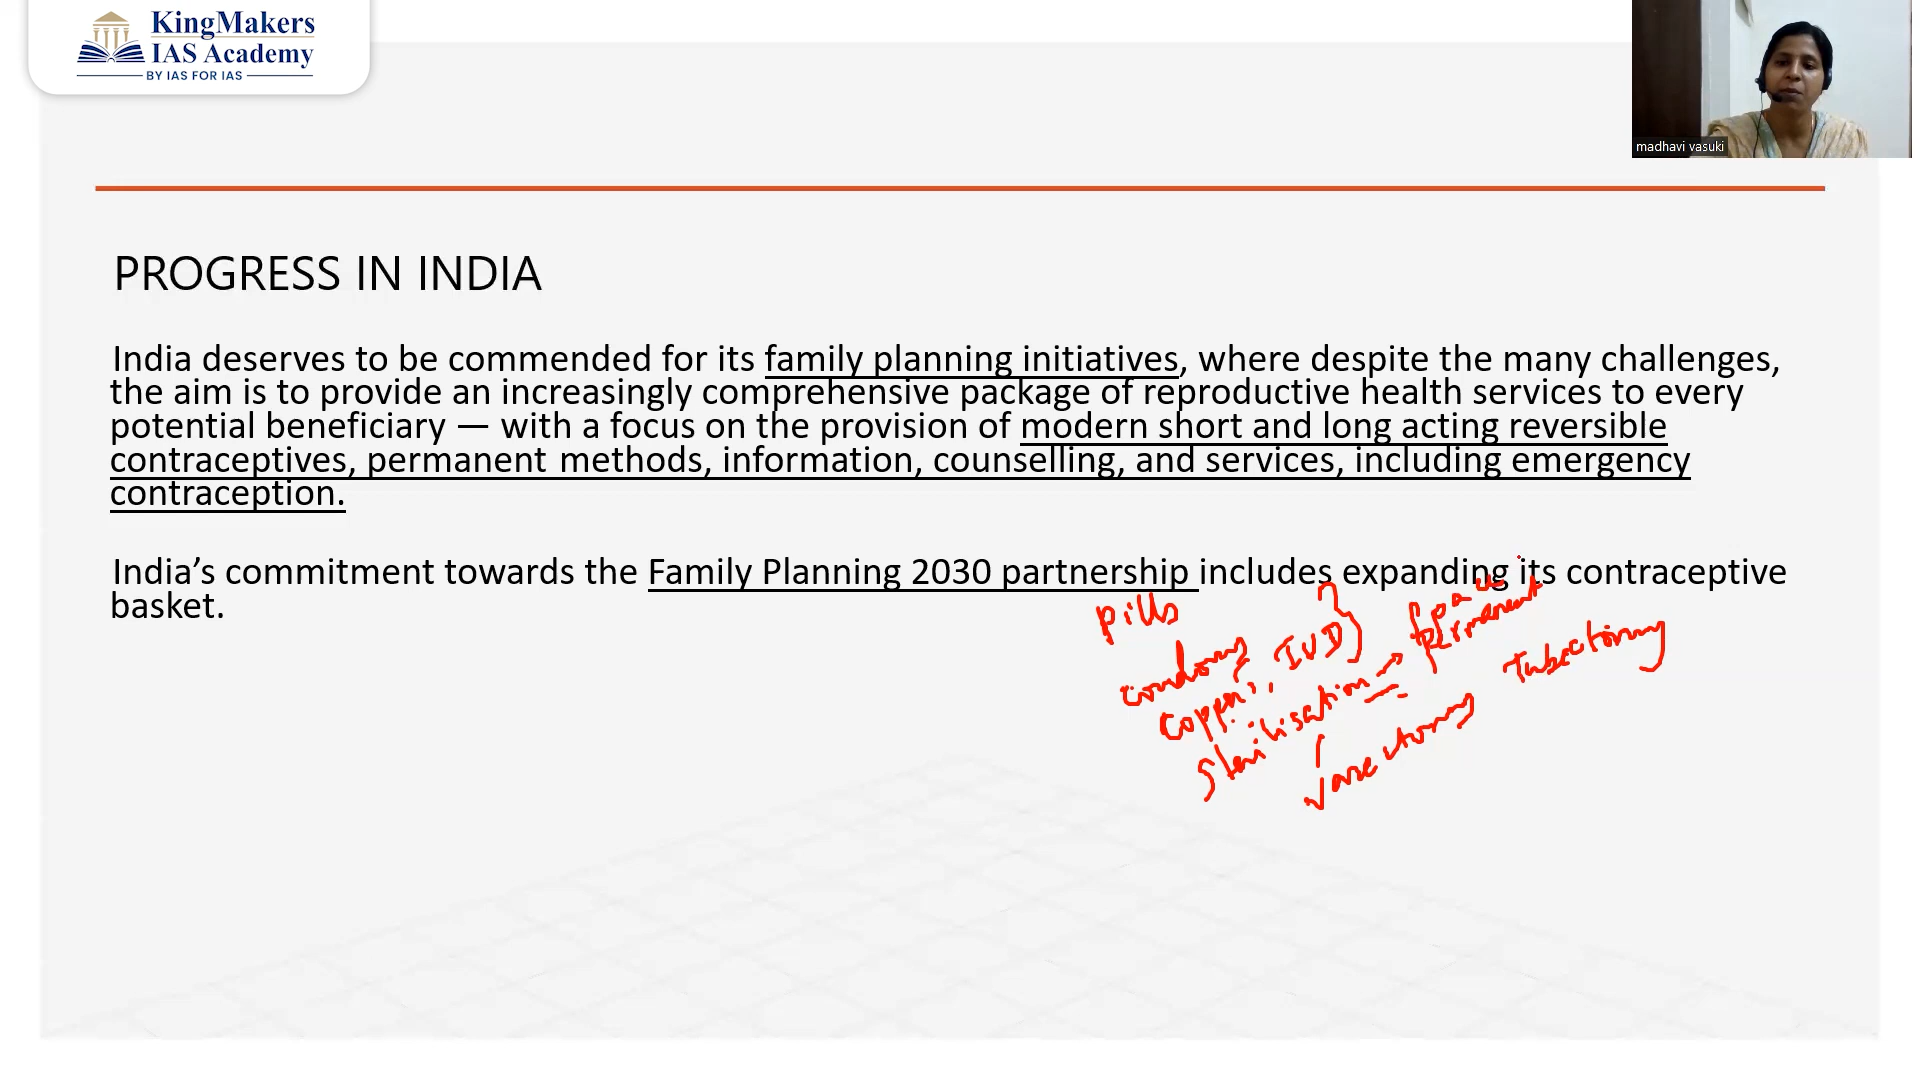 KingMakers
IAS Academy
BY IAS FOR IAS
madhavi vasuki
PROGRESS IN INDIA
India deserves to be commended for its family planning initiatives, where despite the many challenges,
the aim is to provide an increasingly comprehensive package of reproductive health services to every
potential beneficiary — with a focus on the provision of modern short and long acting reversible
contraceptives, permanent methods, information, counselling, and services, including emergency
contraception.
India’s commitment towards the Family Planning 2030 partnership includes expanding its contraceptive
basket.
pills
condoms
IUD
permanent
Tubectomy